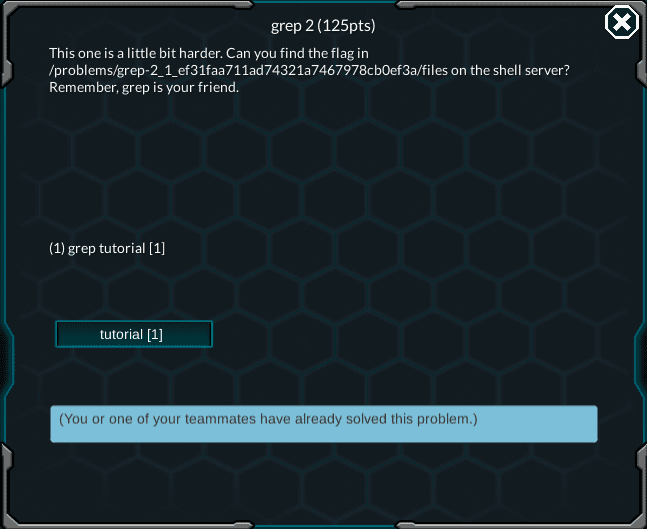 grep 2 (125pts)
This one is a little bit harder. Can you find the flag in
/problems/grep-2_1_ef31faa711ad74321a7467978cb0ef3a/files on the shell server?
Remember, grep is your friend.
(1) grep tutorial [1]
tutorial [1]
(You or one of your teammates have already solved this problem.)